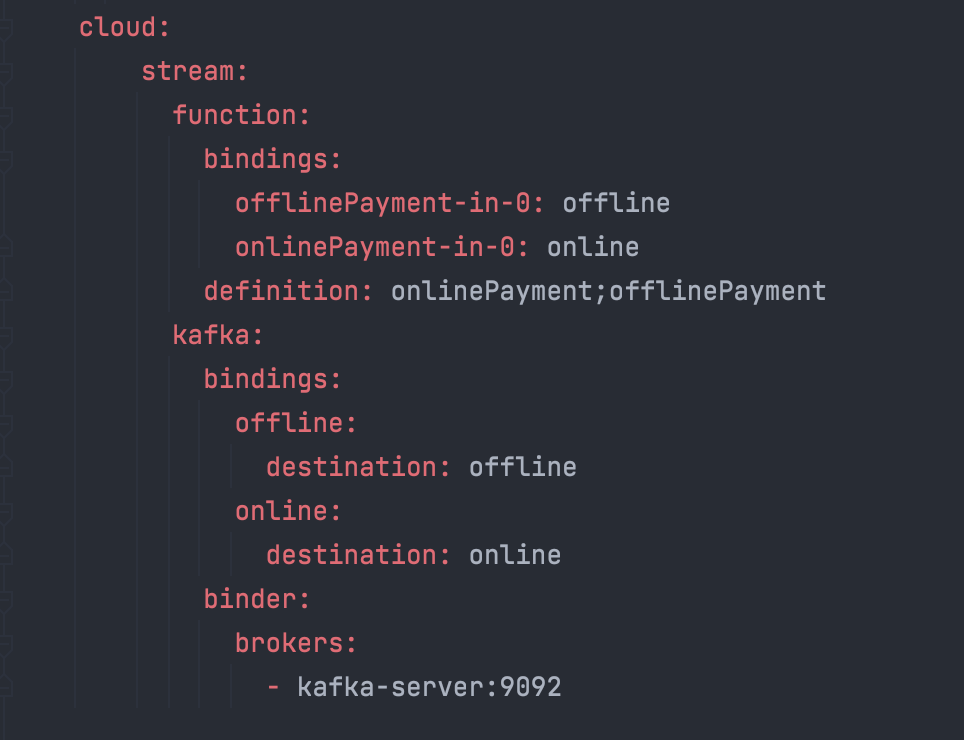 cloud:
stream:
function:
bindings:
offlinePayment-in-0: offline
onlinePayment-in-0: online
definition: onlinePayment;offlinePayment
kafka:
bindings:
offline:
destination: offline
online:
destination: online
binder:
brokers:
- kafka-server:9092